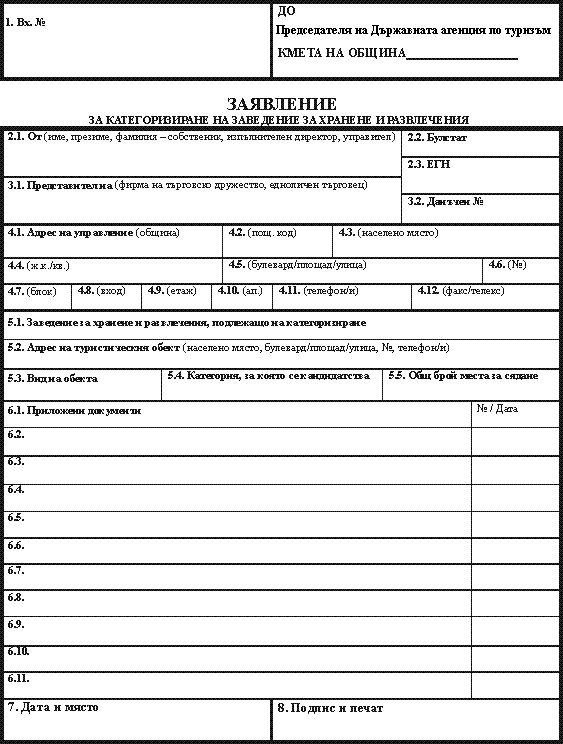 1. Вх. №
ДО
Председателя на Държавната агенция по туризъм
КМЕТА НА ОБЩИНА__________________
ЗАЯВЛЕНИЕ
ЗА КАТЕГОРИЗИРАНЕ НА ЗАВЕДЕНИЕ ЗА ХРАНЕНЕ И РАЗВЛЕЧЕНИЯ
2.1. От (име, презиме, фамилия – собственик, изпълнителен директор, управител)
2.2. Булстат
2.3. ЕГН
3.1. Представител на (фирма на търговско дружество, едноличен търговец)
3.2. Данъчен №
4.1. Адрес на управление (община)
4.2. (пощ. код)
4.3. (населено място)
4.4. (ж.к./кв.)
4.5. (булевард/площад/улица)
4.6. (№)
4.7. (блок)
4.8. (вход)
4.9. (етаж)
4.10. (ап.)
4.11. (телефон/и)
4.12. (факс/телекс)
5.1. Заведение за хранене и развлечения, подлежащо на категоризиране
5.2. Адрес на туристическия обект (населено място, булевард/площад/улица, №, телефон/и)
5.3. Вид на обекта
5.4. Категория, за която се кандидатства
5.5. Общ брой места за сядане
6.1. Приложени документи
№ / Дата
6.2.
6.3.
6.4.
6.5.
6.6.
6.7.
6.8.
6.9.
6.10.
6.11.
7. Дата и място
8. Подпис и печат